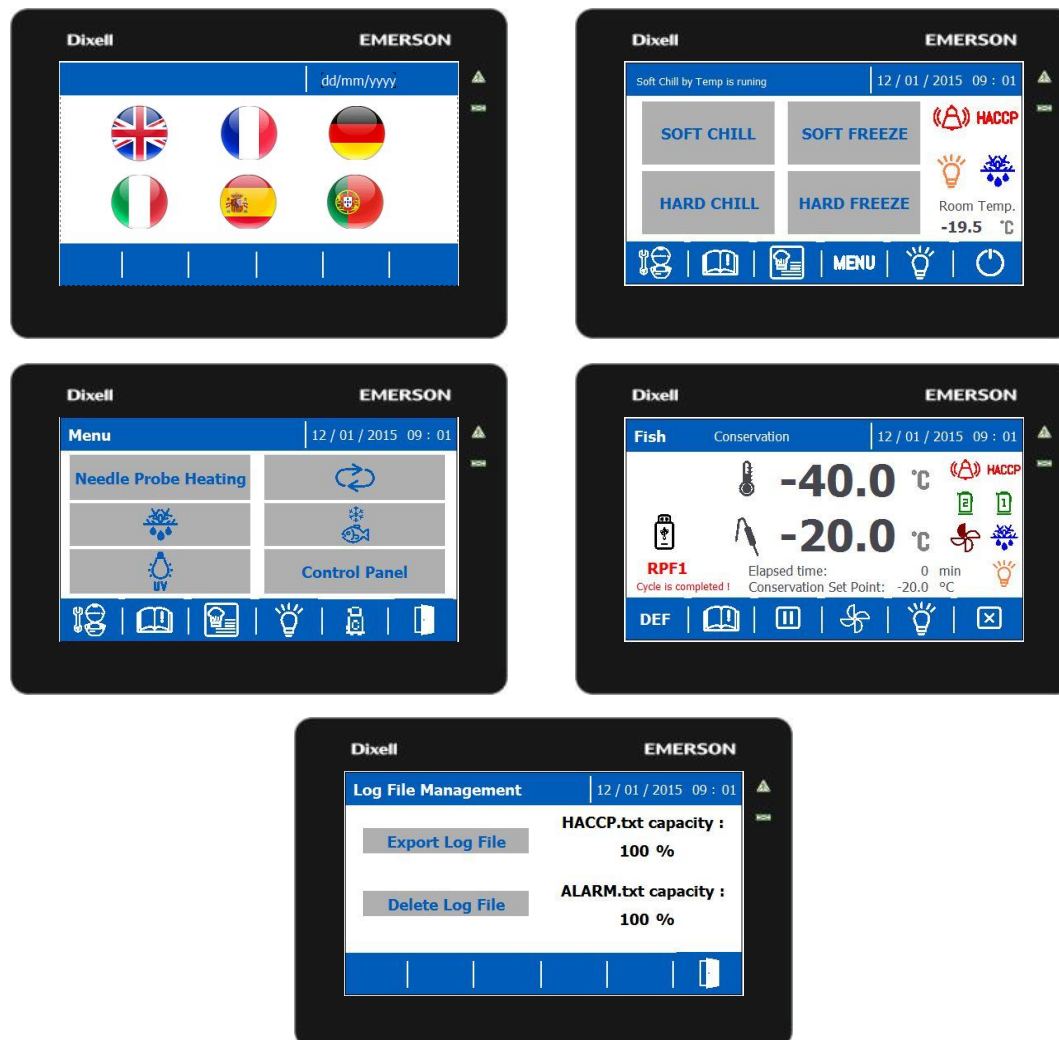 Dixell EMERSON
dd/mm/yyyy
Dixell EMERSON
Soft Chill by Temp is runing 12 / 01 / 2015 09 : 01
SOFT CHILL SOFT FREEZE HACCP
HARD CHILL HARD FREEZE Room Temp.
-19.5 °C
MENU
Dixell EMERSON
Menu 12 / 01 / 2015 09 : 01
Needle Probe Heating
UV Control Panel
Dixell EMERSON
Fish Conservation 12 / 01 / 2015 09 : 01
-40.0 °C HACCP
2 1
-20.0 °C
RPF1 Elapsed time: 0 min
Cycle is completed ! Conservation Set Point: -20.0 °C
DEF
Dixell EMERSON
Log File Management 12 / 01 / 2015 09 : 01
HACCP.txt capacity :
Export Log File
100 %
ALARM.txt capacity :
Delete Log File
100 %